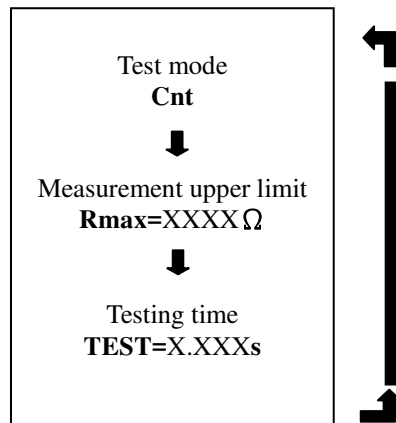 Test mode
Cnt
Measurement upper limit
Rmax=XXXXΩ
Testing time
TEST=X.XXXs